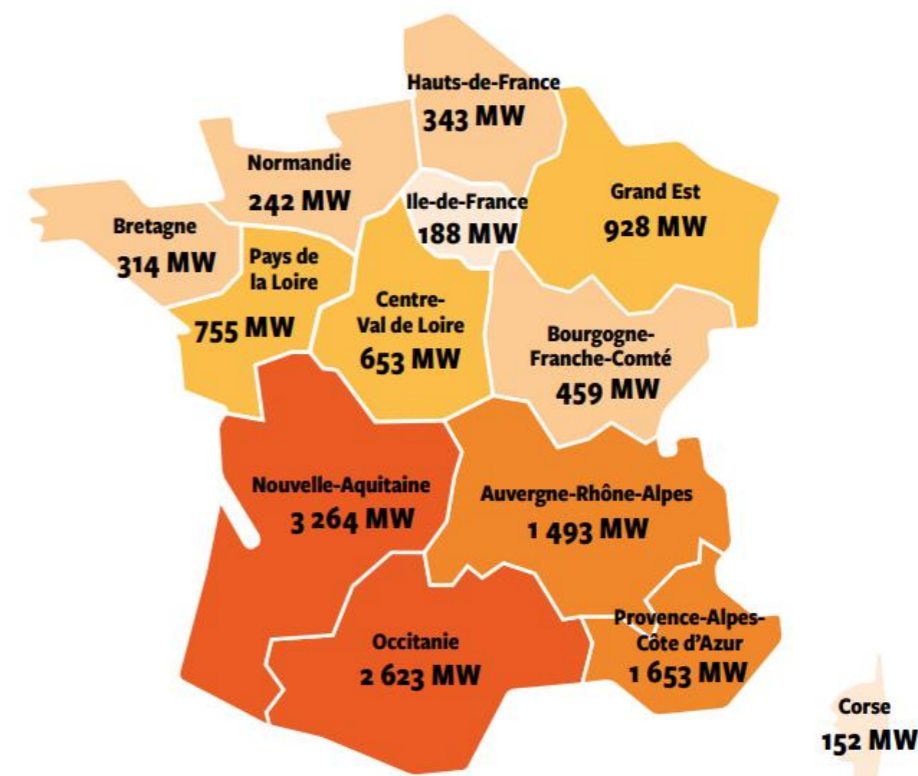 Hauts-de-France
343 MW
Normandie
242 MW
Ile-de-France
188 MW
Grand Est
928 MW
Bretagne
314 MW
Pays de
la Loire
755 MW
Centre-
Val de Loire
653 MW
Bourgogne-
Franche-Comté
459 MW
Nouvelle-Aquitaine
3 264 MW
Auvergne-Rhône-Alpes
1 493 MW
Occitanie
2 623 MW
Provence-Alpes-
Côte d'Azur
1 653 MW
Corse
152 MW